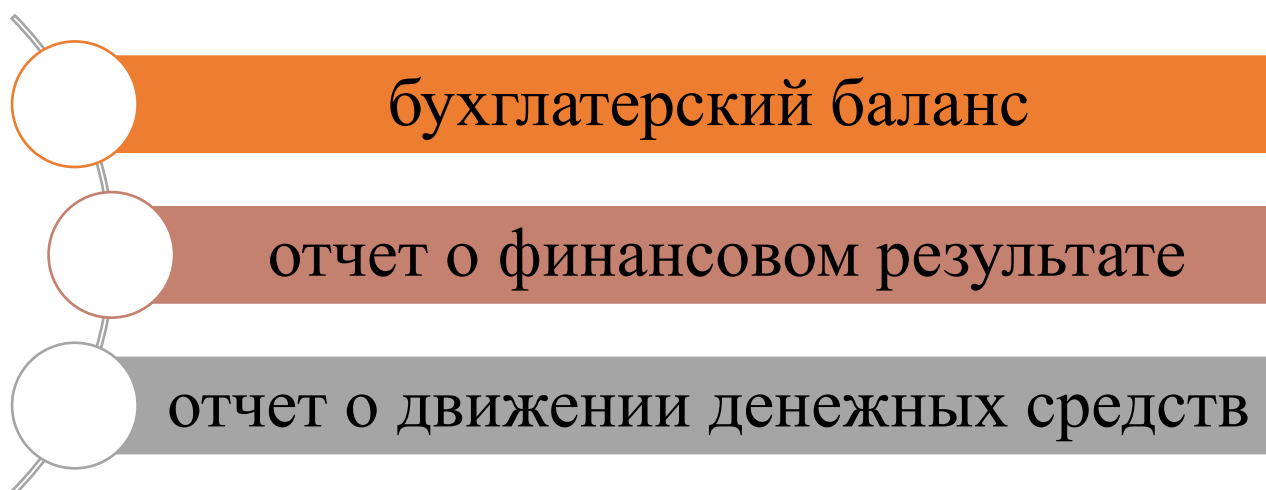 бухглатерский баланс
отчет о финансовом результате
отчет о движении денежных средств